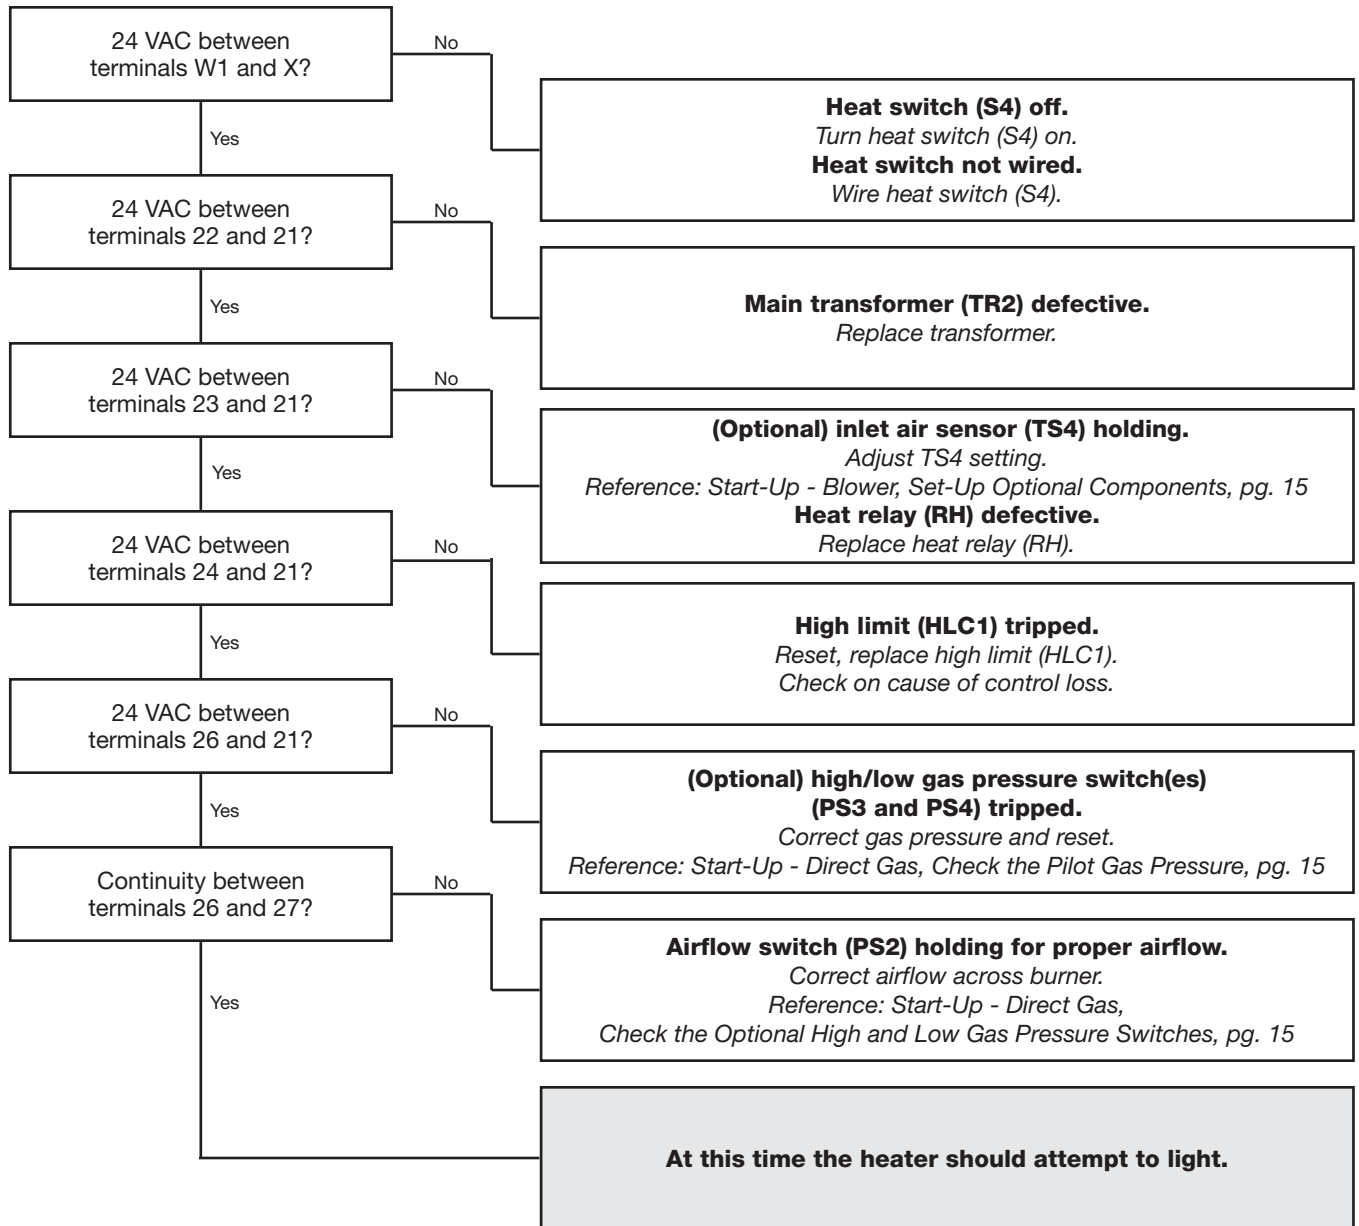 24 VAC between
terminals W1 and X?
No
Yes
Heat switch (S4) off.
Turn heat switch (S4) on.
Heat switch not wired.
Wire heat switch (S4).
24 VAC between
terminals 22 and 21?
No
Yes
Main transformer (TR2) defective.
Replace transformer.
24 VAC between
terminals 23 and 21?
No
Yes
(Optional) inlet air sensor (TS4) holding.
Adjust TS4 setting.
Reference: Start-Up - Blower, Set-Up Optional Components, pg. 15
Heat relay (RH) defective.
Replace heat relay (RH).
24 VAC between
terminals 24 and 21?
No
Yes
High limit (HLC1) tripped.
Reset, replace high limit (HLC1).
Check on cause of control loss.
24 VAC between
terminals 26 and 21?
No
Yes
(Optional) high/low gas pressure switch(es)
(PS3 and PS4) tripped.
Correct gas pressure and reset.
Reference: Start-Up - Direct Gas, Check the Pilot Gas Pressure, pg. 15
Continuity between
terminals 26 and 27?
No
Yes
Airflow switch (PS2) holding for proper airflow.
Correct airflow across burner.
Reference: Start-Up - Direct Gas,
Check the Optional High and Low Gas Pressure Switches, pg. 15
At this time the heater should attempt to light.